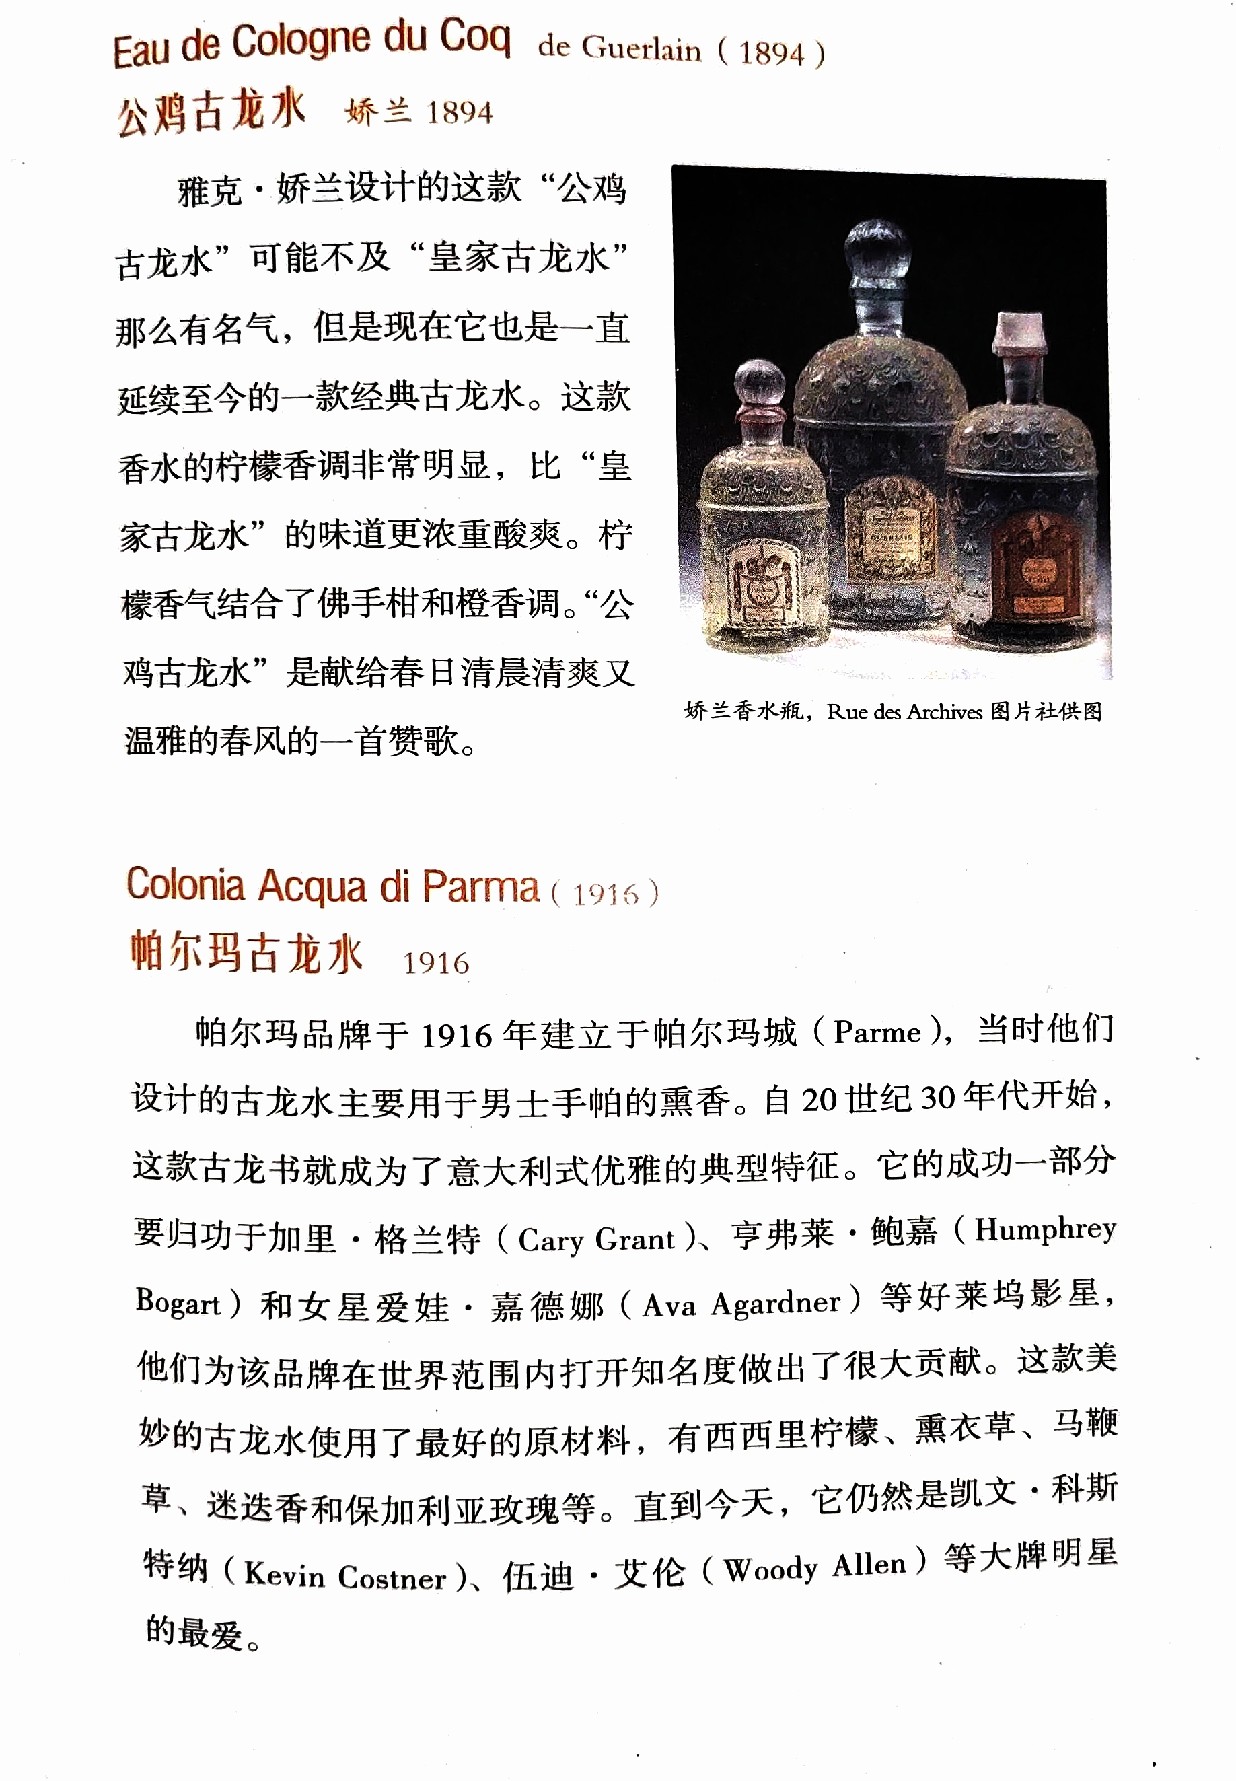 Eau de Cologne du Coq de Guerlain（1894）
公鸡古龙水 娇兰 1894
雅克·娇兰设计的这款“公鸡
古龙水”可能不及“皇家古龙水”
那么有名气，但是现在它也是一直
延续至今的一款经典古龙水。这款
香水的柠檬香调非常明显，比“皇
家古龙水”的味道更浓重酸爽。柠
檬香气结合了佛手柑和橙香调。“公
鸡古龙水”是献给春日清晨清爽又
温雅的春风的一首赞歌。
娇兰香水瓶，Rue des Archives 图片社供图
Colonia Acqua di Parma（1916）
帕尔玛古龙水 1916
帕尔玛品牌于 1916 年建立于帕尔玛城（Parme），当时他们
设计的古龙水主要用于男士手帕的熏香。自 20 世纪 30 年代开始，
这款古龙书就成为了意大利式优雅的典型特征。它的成功一部分
要归功于加里·格兰特（Cary Grant）、亨弗莱·鲍嘉（Humphrey
Bogart）和女星爱娃·嘉德娜（Ava Agardner）等好莱坞影星，
他们为该品牌在世界范围内打开知名度做出了很大贡献。这款美
妙的古龙水使用了最好的原材料，有西西里柠檬、熏衣草、马鞭
草、迷迭香和保加利亚玫瑰等。直到今天，它仍然是凯文·科斯
特纳（Kevin Costner）、伍迪·艾伦（Woody Allen）等大牌明星
的最爱。